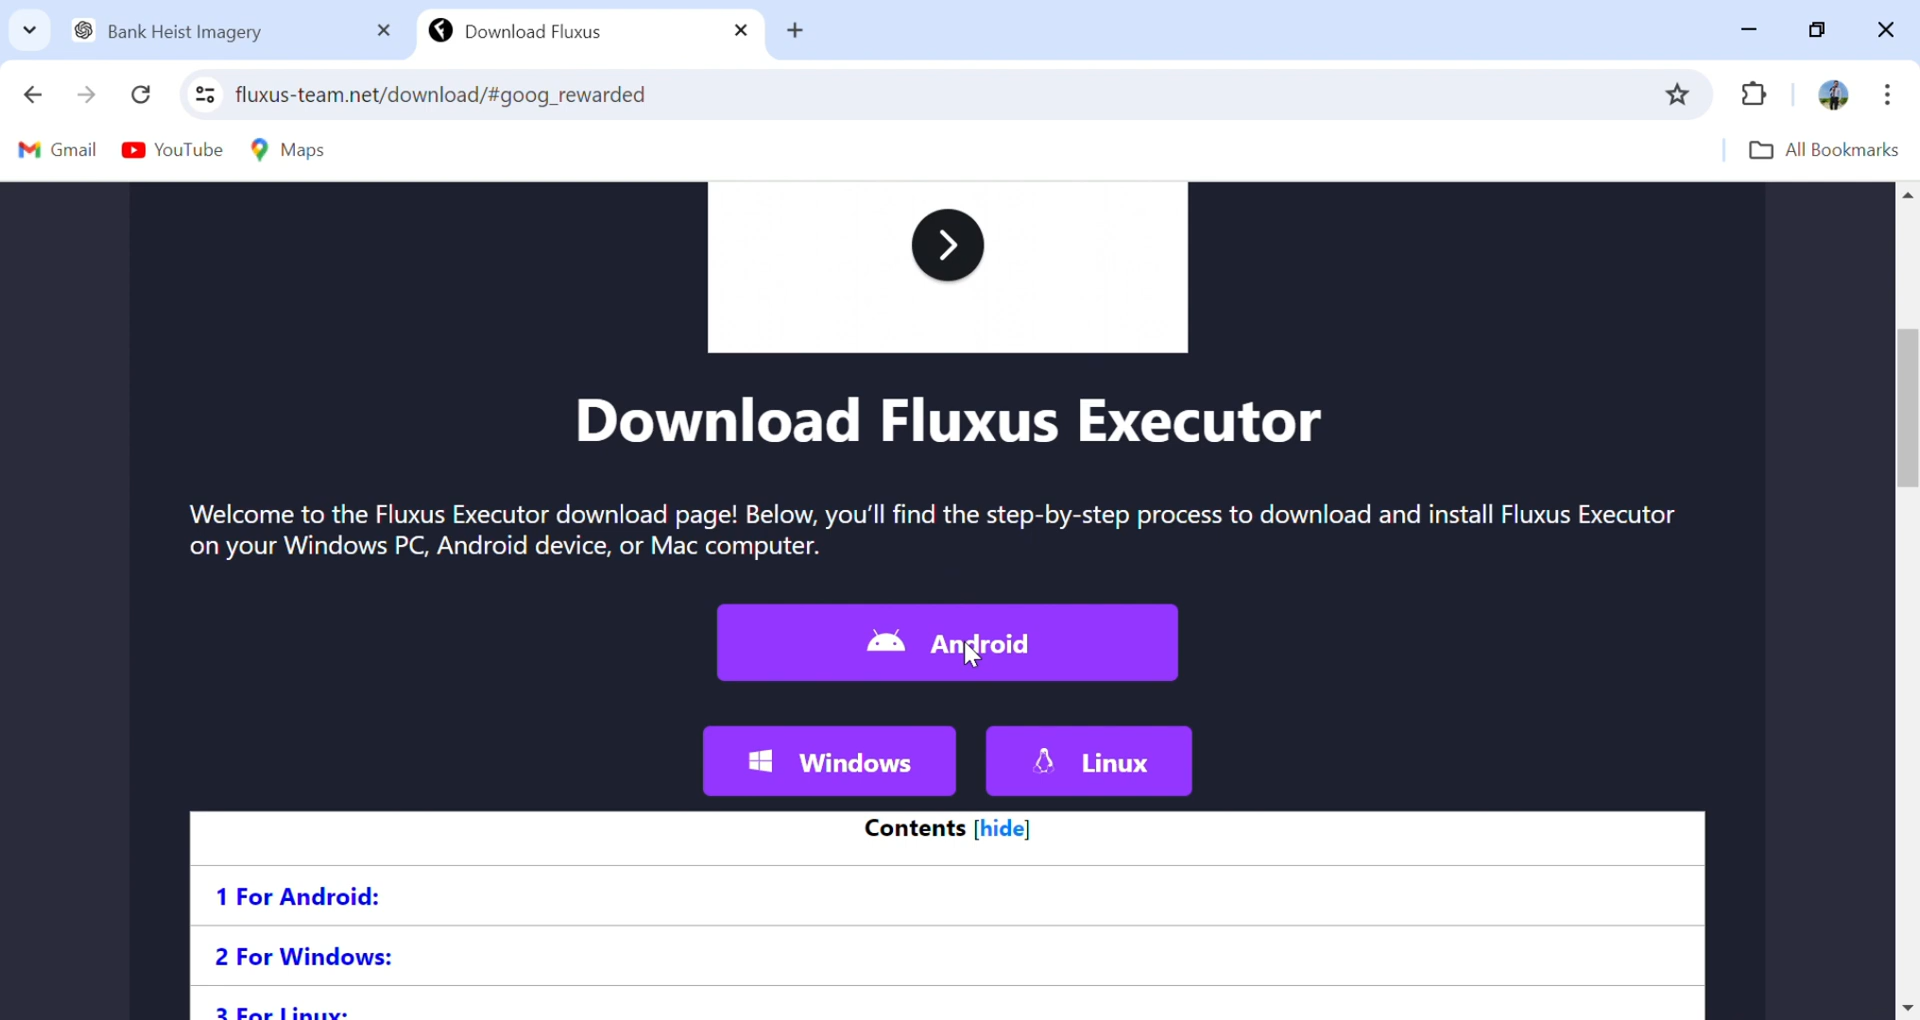 Bank Heist Imagery
Download Fluxus
fluxus-team.net/download/#goog_rewarded
Gmail
YouTube
Maps
All Bookmarks
Download Fluxus Executor
Welcome to the Fluxus Executor download page! Below, you'll find the step-by-step process to download and install Fluxus Executor
on your Windows PC, Android device, or Mac computer.
Android
Windows
Linux
Contents [hide]
1 For Android:
2 For Windows:
3 For Linux: